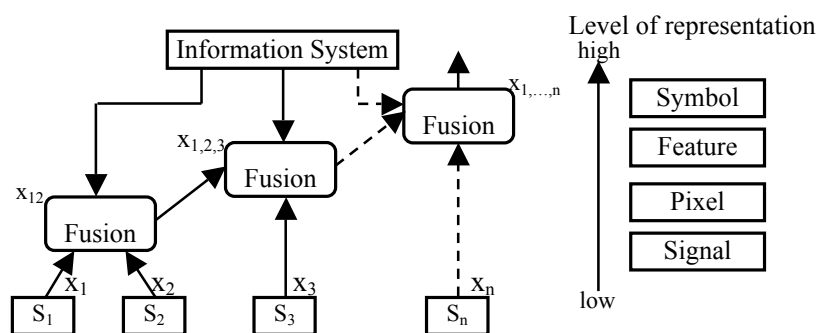 Information System
Level of representation
high
x₁,…,n
Symbol
Fusion
x₁,₂,₃
Feature
Fusion
x₁₂
Pixel
Fusion
Signal
x₁
x₂
x₃
xₙ
low
S₁
S₂
S₃
Sₙ